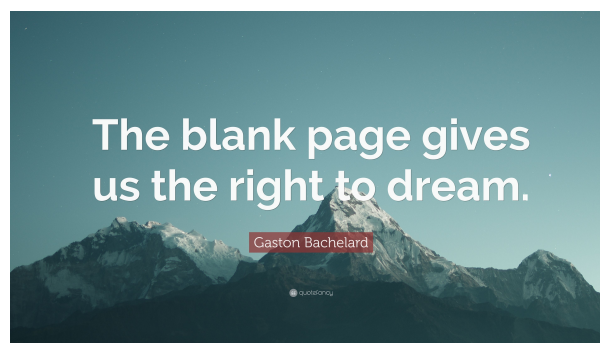 The blank page gives
us the right to dream.
Gaston Bachelard
quotefancy